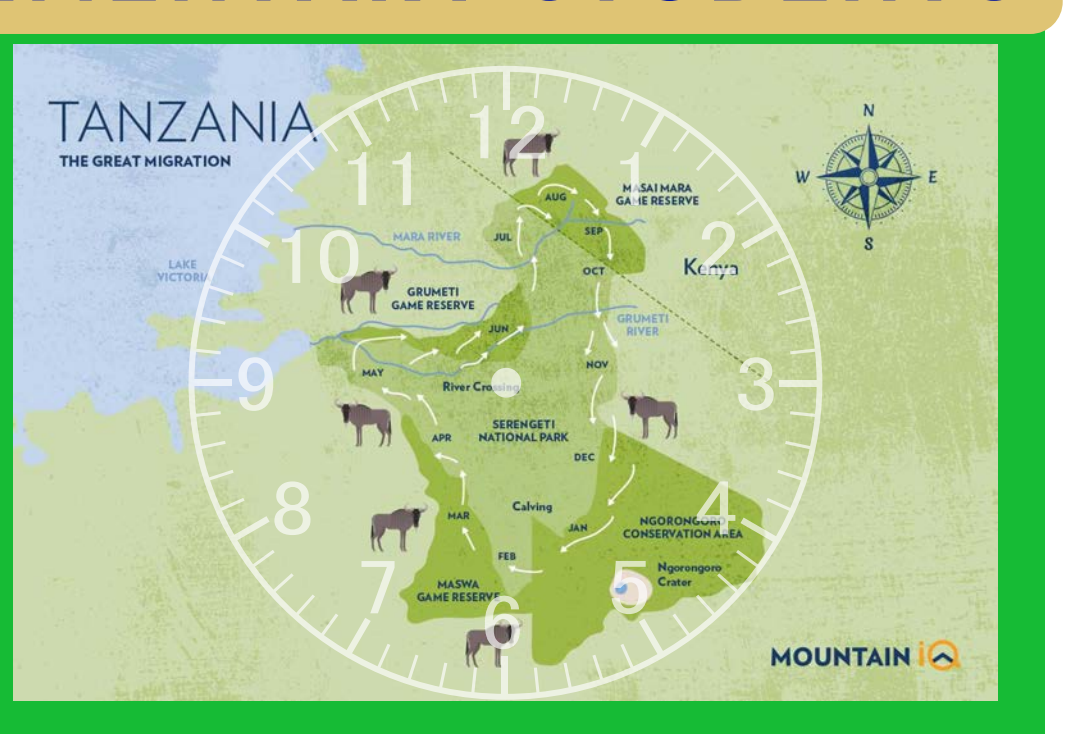 TANZANIA
THE GREAT MIGRATION
12
11
1
10
2
9
3
8
4
7
5
6
N
W
E
S
MASAI MARA
GAME RESERVE
AUG
SEP
JUL
OCT
MARA RIVER
Kenya
LAKE
VICTORIA
GRUMETI
GAME RESERVE
GRUMETI
RIVER
JUN
NOV
MAY
River Crossing
SERENGETI
NATIONAL PARK
APR
DEC
Calving
MAR
JAN
NGORONGORO
CONSERVATION AREA
FEB
Ngorongoro
Crater
MASWA
GAME RESERVE
MOUNTAIN iQ